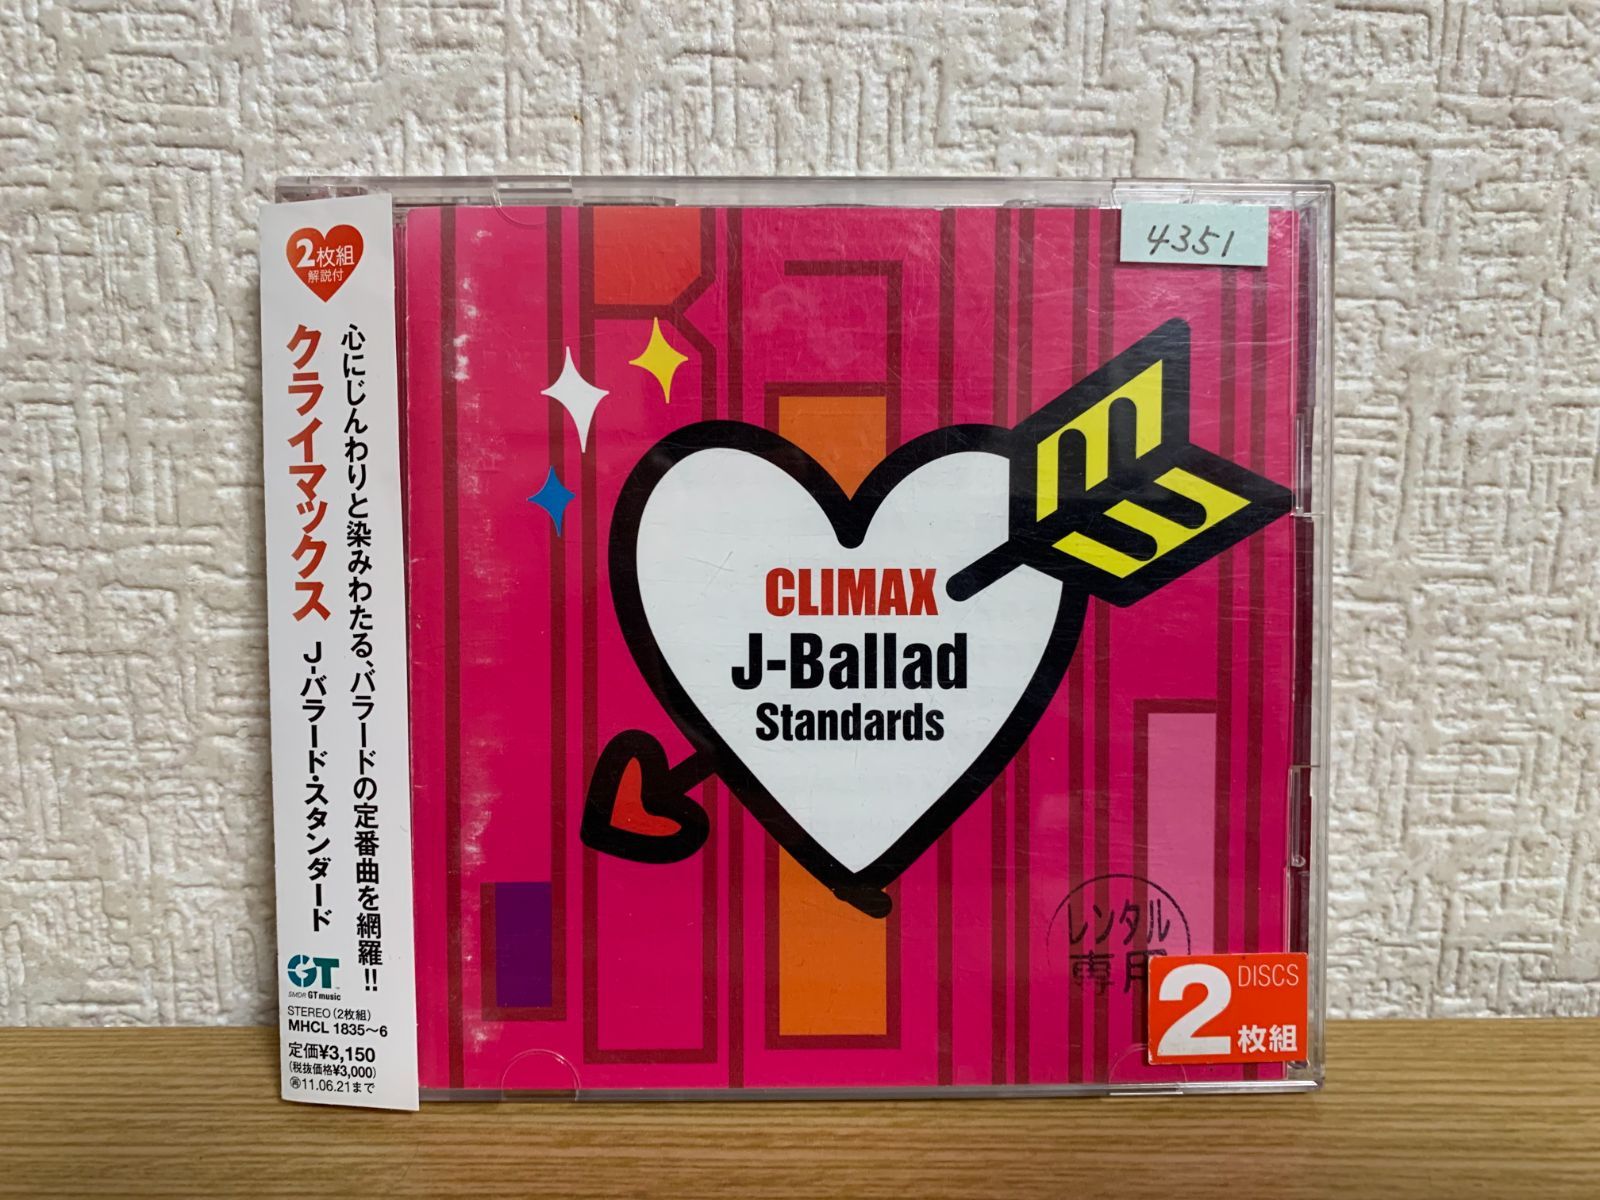 2枚組
解説付
心にじんわりと染みわたる、バラードの定番曲を網羅!!
クライマックス J-バラード・スタンダード
GT
SMDR GT music
STEREO (2枚組)
MHCL 1835〜6
定価¥3,150
(税抜価格¥3,000)
再11.06.21まで
4351
CLIMAX
J-Ballad
Standards
レンタル
専用
2 DISCS
枚組